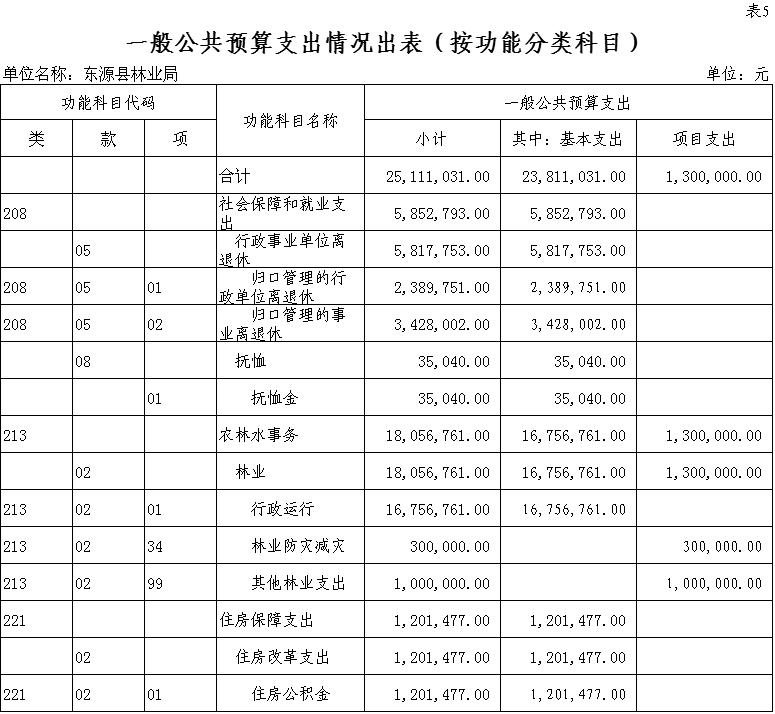 表5
一般公共预算支出情况出表（按功能分类科目）
单位名称：东源县林业局 单位：元
功能科目代码 功能科目名称 一般公共预算支出
类 款 项 小计 其中：基本支出 项目支出
合计 25,111,031.00 23,811,031.00 1,300,000.00
208 社会保障和就业支出 5,852,793.00 5,852,793.00
05 行政事业单位离退休 5,817,753.00 5,817,753.00
208 05 01 归口管理的行政单位离退休 2,389,751.00 2,389,751.00
208 05 02 归口管理的事业离退休 3,428,002.00 3,428,002.00
08 抚恤 35,040.00 35,040.00
01 抚恤金 35,040.00 35,040.00
213 农林水事务 18,056,761.00 16,756,761.00 1,300,000.00
02 林业 18,056,761.00 16,756,761.00 1,300,000.00
213 02 01 行政运行 16,756,761.00 16,756,761.00
213 02 34 林业防灾减灾 300,000.00 300,000.00
213 02 99 其他林业支出 1,000,000.00 1,000,000.00
221 住房保障支出 1,201,477.00 1,201,477.00
02 住房改革支出 1,201,477.00 1,201,477.00
221 02 01 住房公积金 1,201,477.00 1,201,477.00